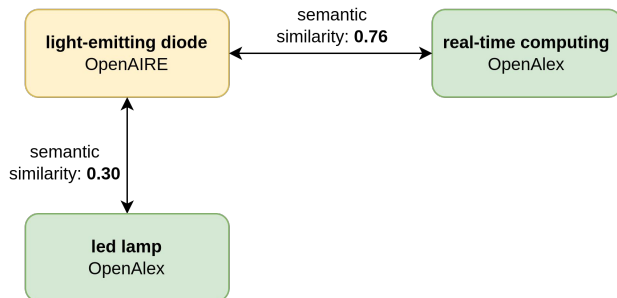 light-emitting diode
OpenAIRE
semantic
similarity: 0.76
real-time computing
OpenAlex
semantic
similarity: 0.30
led lamp
OpenAlex